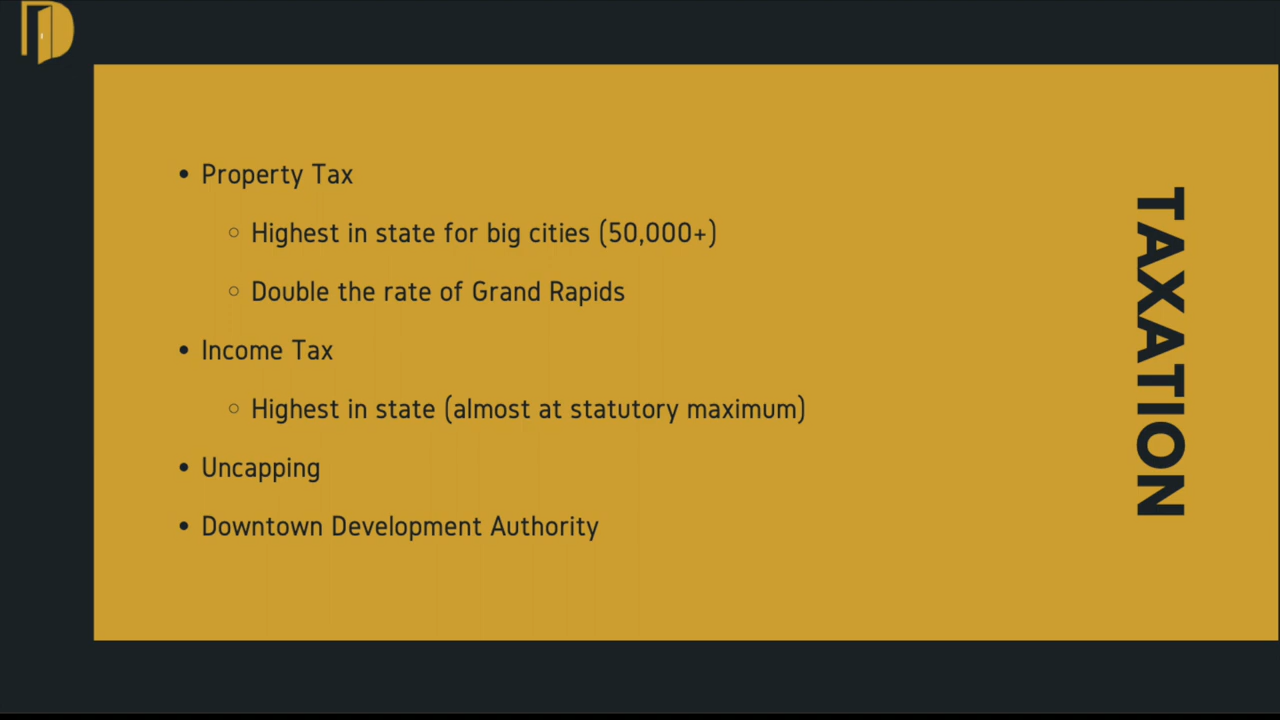 • Property Tax
○ Highest in state for big cities (50,000+)
○ Double the rate of Grand Rapids
• Income Tax
○ Highest in state (almost at statutory maximum)
• Uncapping
• Downtown Development Authority
TAXATION